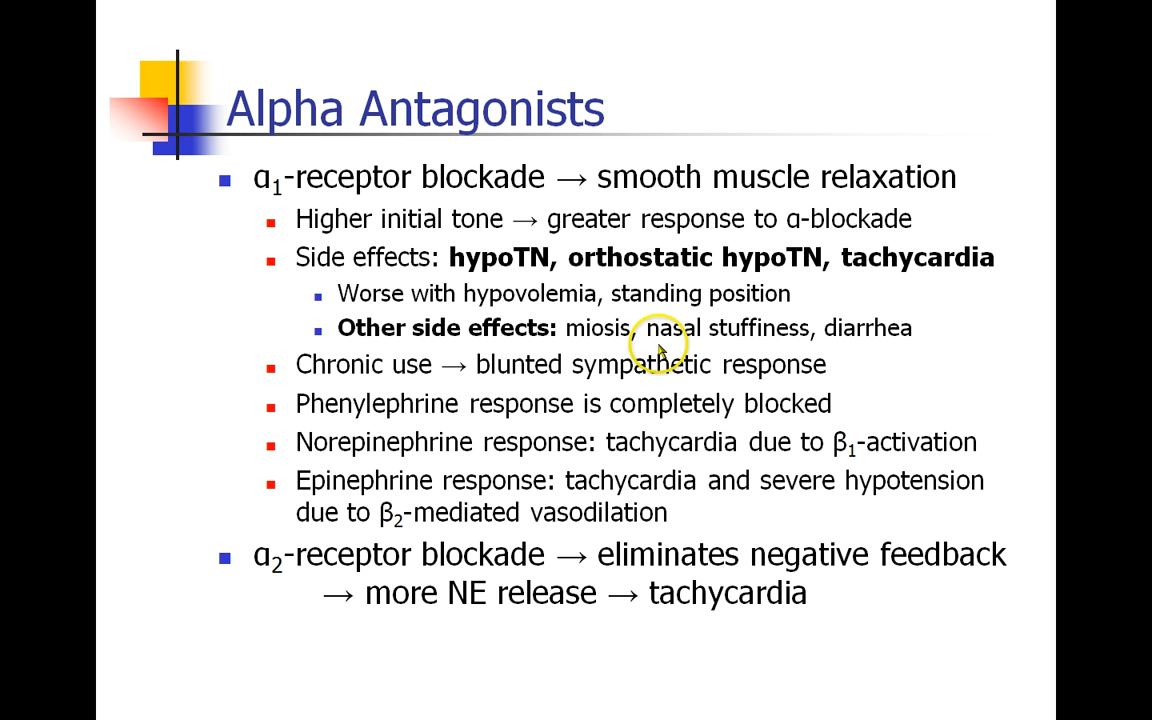 Alpha Antagonists
ɑ1-receptor blockade → smooth muscle relaxation
Higher initial tone → greater response to ɑ-blockade
Side effects: hypoTN, orthostatic hypoTN, tachycardia
Worse with hypovolemia, standing position
Other side effects: miosis, nasal stuffiness, diarrhea
Chronic use → blunted sympathetic response
Phenylephrine response is completely blocked
Norepinephrine response: tachycardia due to β1-activation
Epinephrine response: tachycardia and severe hypotension
due to β2-mediated vasodilation
ɑ2-receptor blockade → eliminates negative feedback
→ more NE release → tachycardia